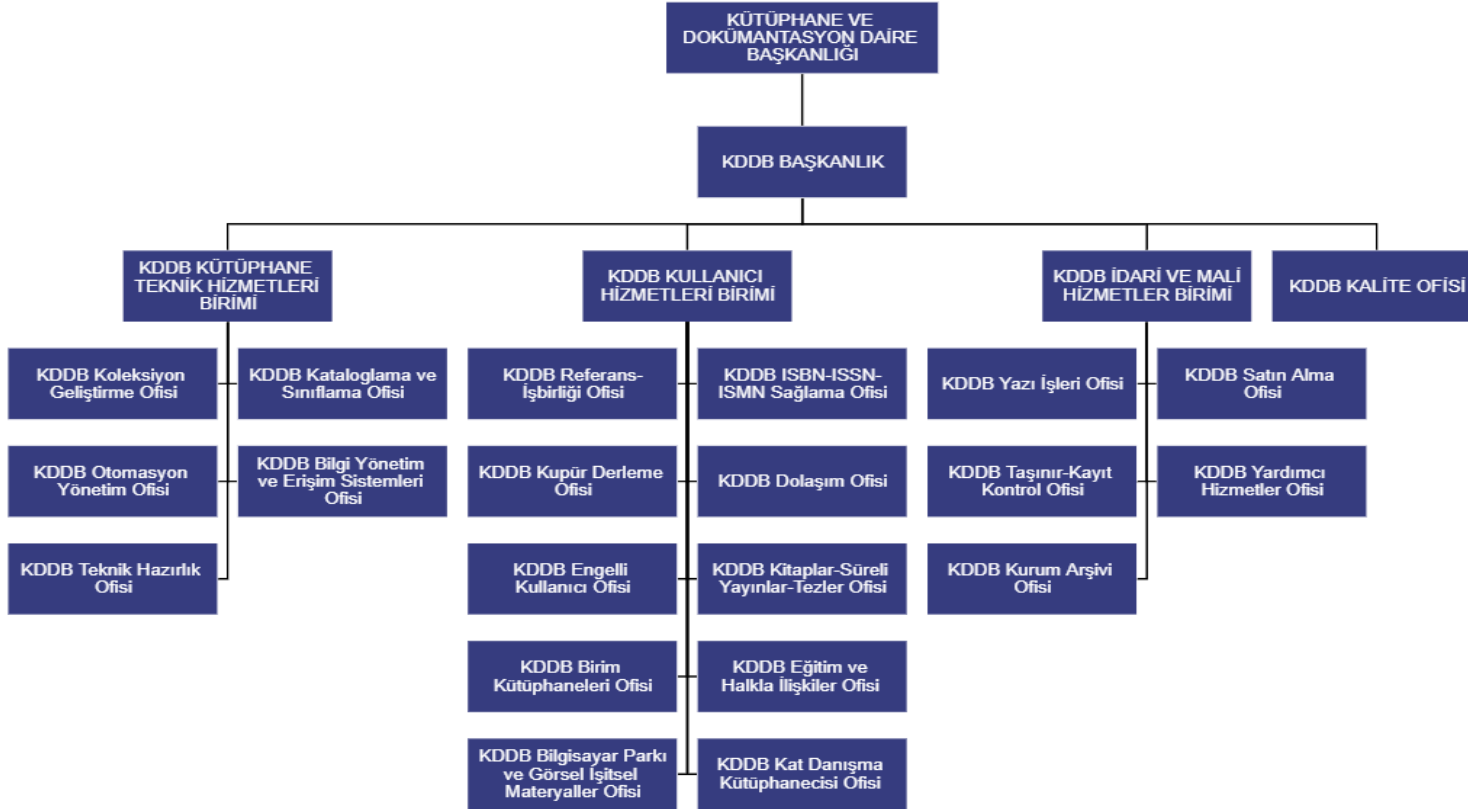 KÜTÜPHANE VE
DOKÜMANTASYON DAİRE
BAŞKANLIĞI
KDDB BAŞKANLIK
KDDB KÜTÜPHANE
TEKNİK HİZMETLERİ
BİRİMİ
KDDB KULLANICI
HİZMETLERİ BİRİMİ
KDDB İDARİ VE MALİ
HİZMETLER BİRİMİ
KDDB KALİTE OFİSİ
KDDB Koleksiyon
Geliştirme Ofisi
KDDB Kataloglama ve
Sınıflama Ofisi
KDDB Otomasyon
Yönetim Ofisi
KDDB Bilgi Yönetim
ve Erişim Sistemleri
Ofisi
KDDB Teknik Hazırlık
Ofisi
KDDB Referans-
İşbirliği Ofisi
KDDB ISBN-ISSN-
ISMN Sağlama Ofisi
KDDB Kupür Derleme
Ofisi
KDDB Dolaşım Ofisi
KDDB Engelli
Kullanıcı Ofisi
KDDB Kitaplar-Süreli
Yayınlar-Tezler Ofisi
KDDB Birim
Kütüphaneleri Ofisi
KDDB Eğitim ve
Halkla İlişkiler Ofisi
KDDB Bilgisayar Parkı
ve Görsel İşitsel
Materyaller Ofisi
KDDB Kat Danışma
Kütüphanecisi Ofisi
KDDB Yazı İşleri Ofisi
KDDB Satın Alma
Ofisi
KDDB Taşınır-Kayıt
Kontrol Ofisi
KDDB Yardımcı
Hizmetler Ofisi
KDDB Kurum Arşivi
Ofisi